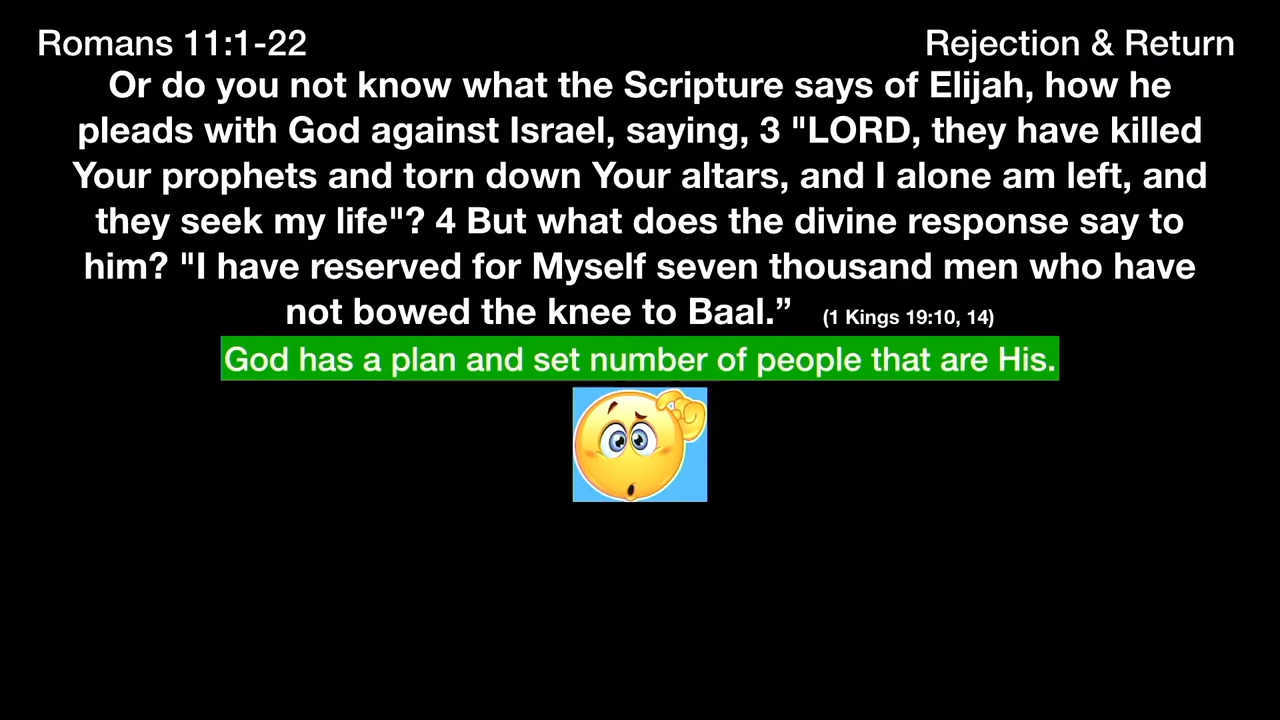 Romans 11:1-22
Rejection & Return
Or do you not know what the Scripture says of Elijah, how he
pleads with God against Israel, saying, 3 "LORD, they have killed
Your prophets and torn down Your altars, and I alone am left, and
they seek my life"? 4 But what does the divine response say to
him? "I have reserved for Myself seven thousand men who have
not bowed the knee to Baal.” (1 Kings 19:10, 14)
God has a plan and set number of people that are His.